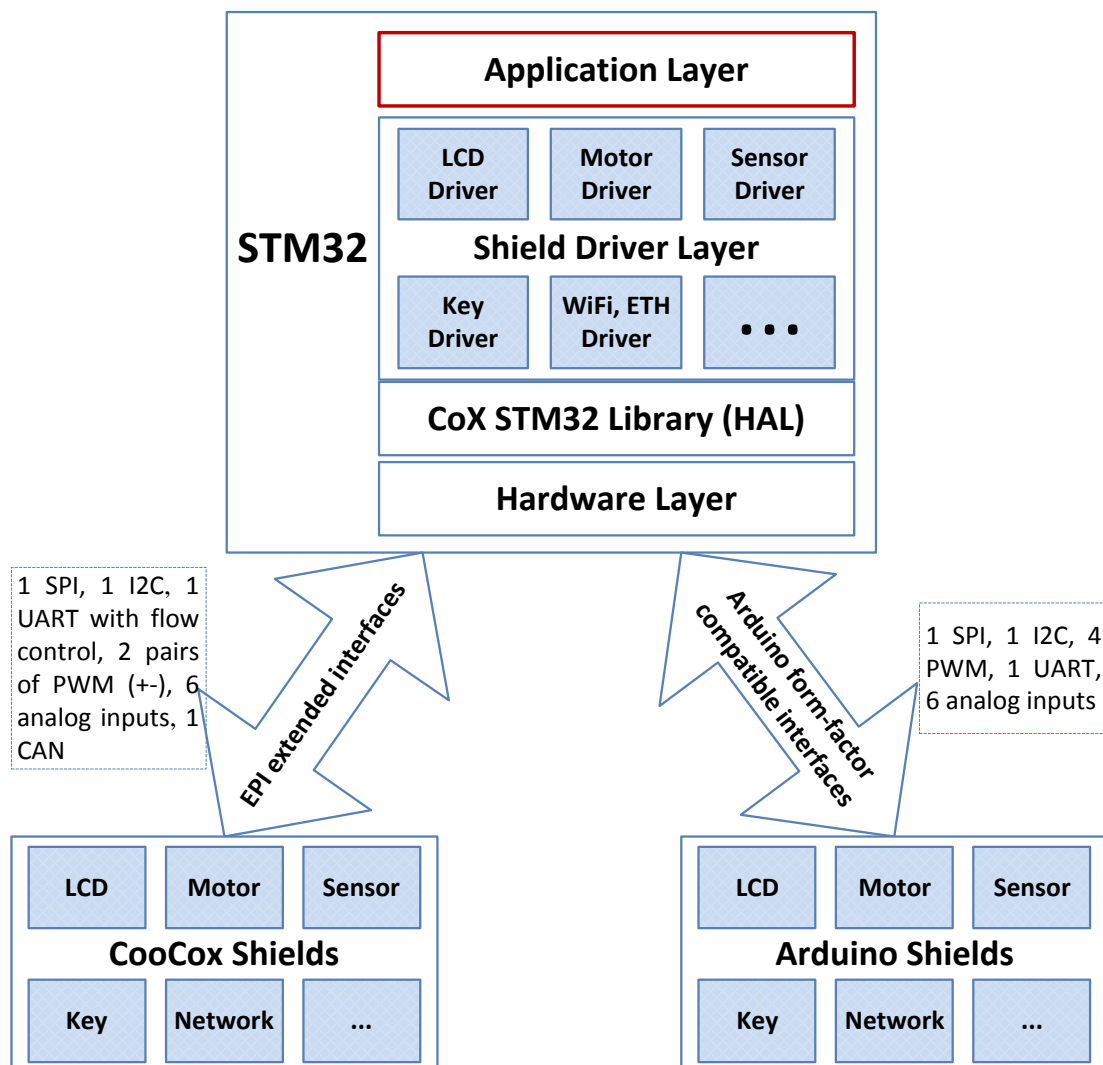 Application Layer
LCD
Driver
Motor
Driver
Sensor
Driver
STM32
Shield Driver Layer
Key
Driver
WiFi, ETH
Driver
...
CoX STM32 Library (HAL)
Hardware Layer
1 SPI, 1 I2C, 1
UART with flow
control, 2 pairs
of PWM (+-), 6
analog inputs, 1
CAN
EPI extended interfaces
Arduino form-factor
compatible interfaces
1 SPI, 1 I2C, 4
PWM, 1 UART,
6 analog inputs
LCD
Motor
Sensor
CooCox Shields
Key
Network
...
LCD
Motor
Sensor
Arduino Shields
Key
Network
...